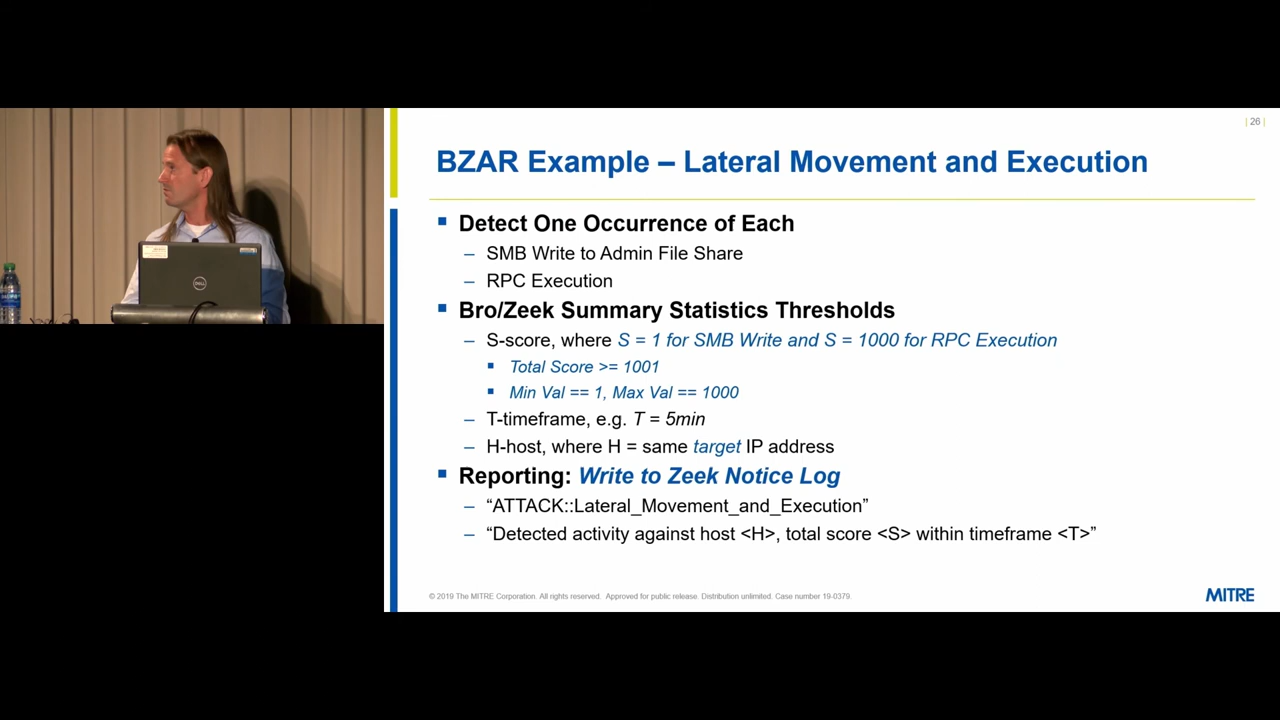 | 26 |
BZAR Example – Lateral Movement and Execution
▪ Detect One Occurrence of Each
– SMB Write to Admin File Share
– RPC Execution
▪ Bro/Zeek Summary Statistics Thresholds
– S-score, where S = 1 for SMB Write and S = 1000 for RPC Execution
▪ Total Score >= 1001
▪ Min Val == 1, Max Val == 1000
– T-timeframe, e.g. T = 5min
– H-host, where H = same target IP address
▪ Reporting: Write to Zeek Notice Log
– “ATTACK::Lateral_Movement_and_Execution”
– “Detected activity against host <H>, total score <S> within timeframe <T>”
© 2019 The MITRE Corporation. All rights reserved. Approved for public release. Distribution unlimited. Case number 19-0379.
MITRE
DELL